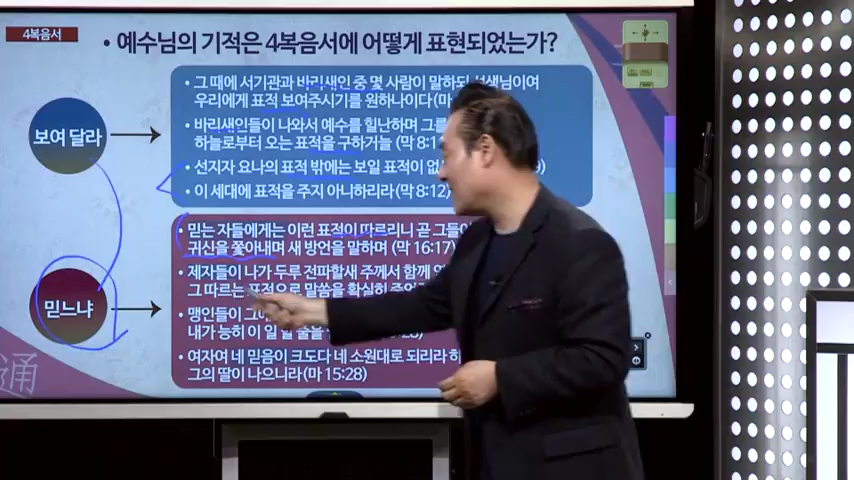 4복음서
• 예수님의 기적은 4복음서에 어떻게 표현되었는가?
보여 달라
• 그 때에 서기관과 바리새인 중 몇 사람이 말하되 선생님이여
우리에게 표적 보여주시기를 원하나이다(마
• 바리새인들이 나와서 예수를 힐난하며 그를
하늘로부터 오는 표적을 구하거늘 (막 8:1
• 선지자 요나의 표적 밖에는 보일 표적이 없
• 이 세대에 표적을 주지 아니하리라 (막 8:12)
믿느냐
• 믿는 자들에게는 이런 표적이 따르리니 곧 그들이
귀신을 쫓아내며 새 방언을 말하며 (막 16:17)
• 제자들이 나가 두루 전파할새 주께서 함께
그 따르는 표적으로 말씀을 확실히
• 맹인들이
내가 능히 이 일 할 줄을
• 여자여 네 믿음이 크도다 네 소원대로 되리라 하
그의 딸이 나으니라 (마 15:28)
通